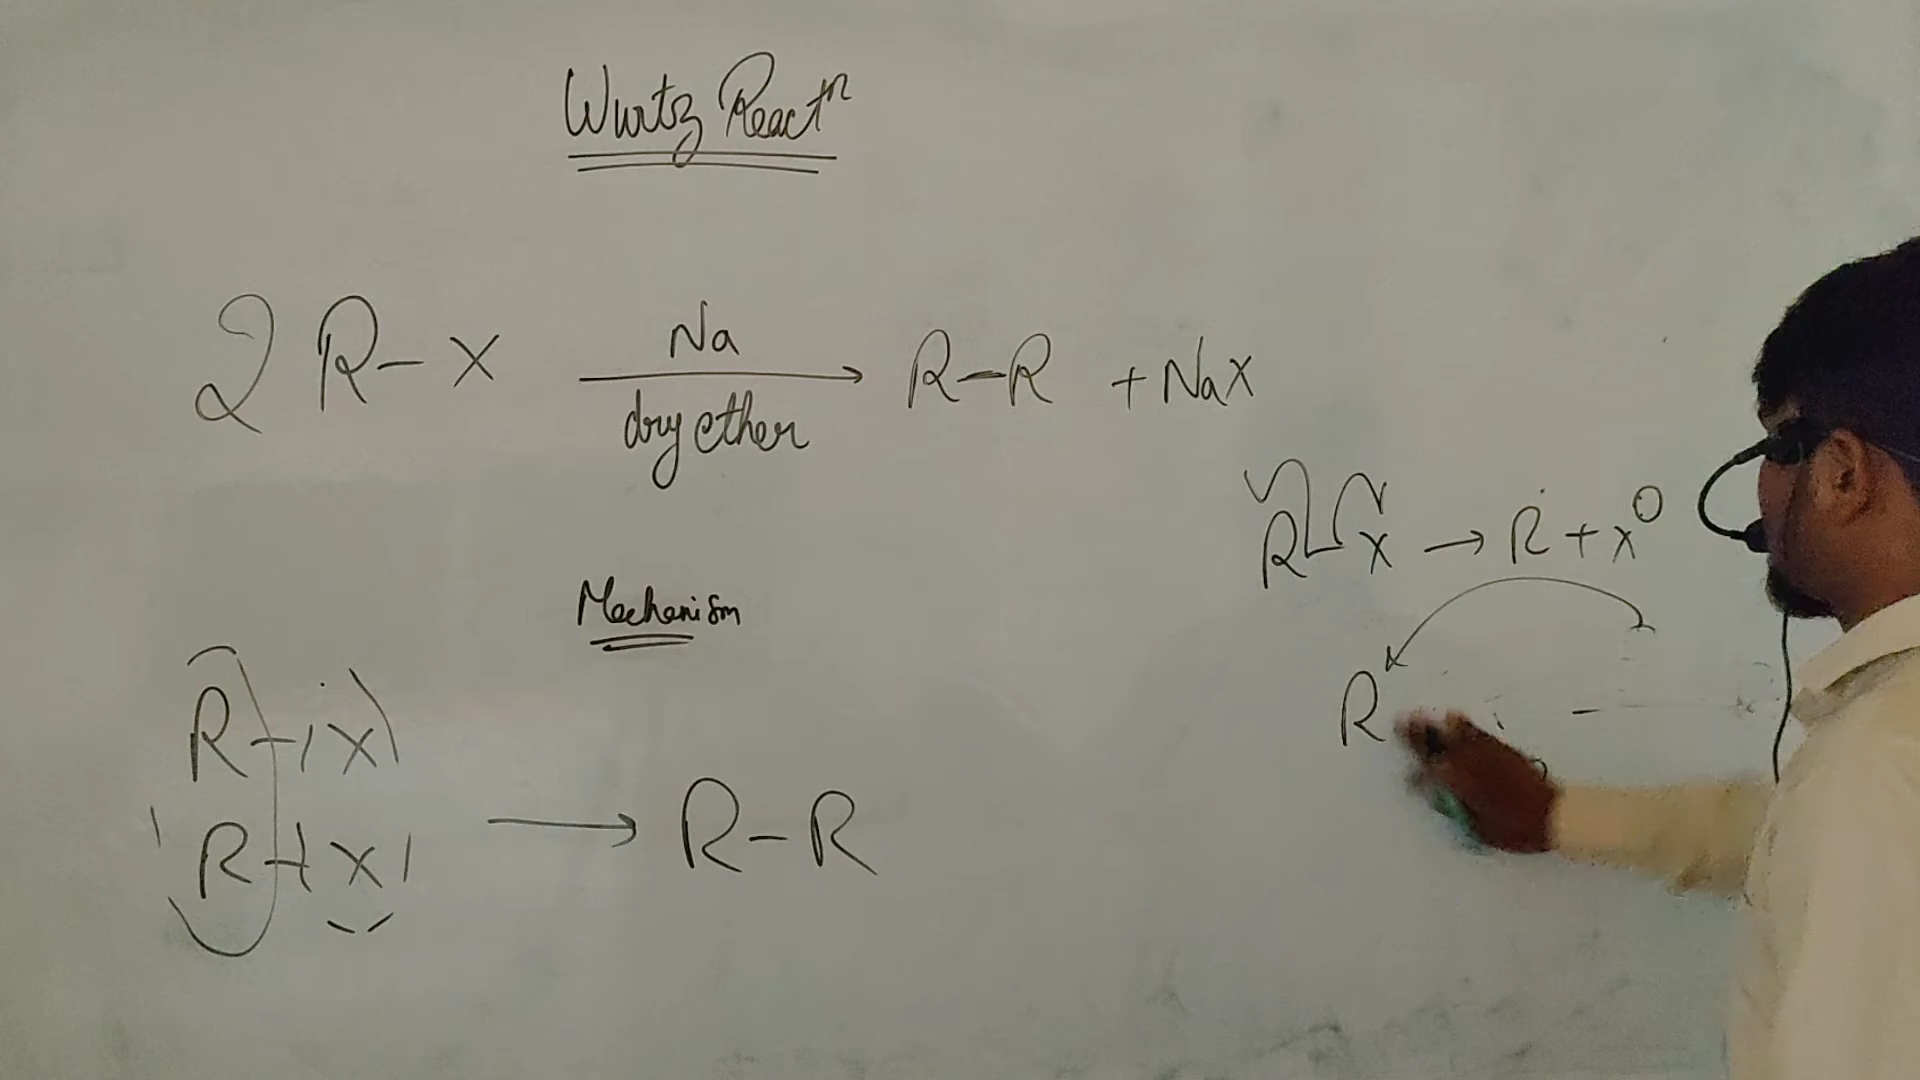 Wurtz Reactn
2 R-X Na dry ether → R-R + NaX
R-X → R + X
Mechanism
R
R-X
R-X → R-R